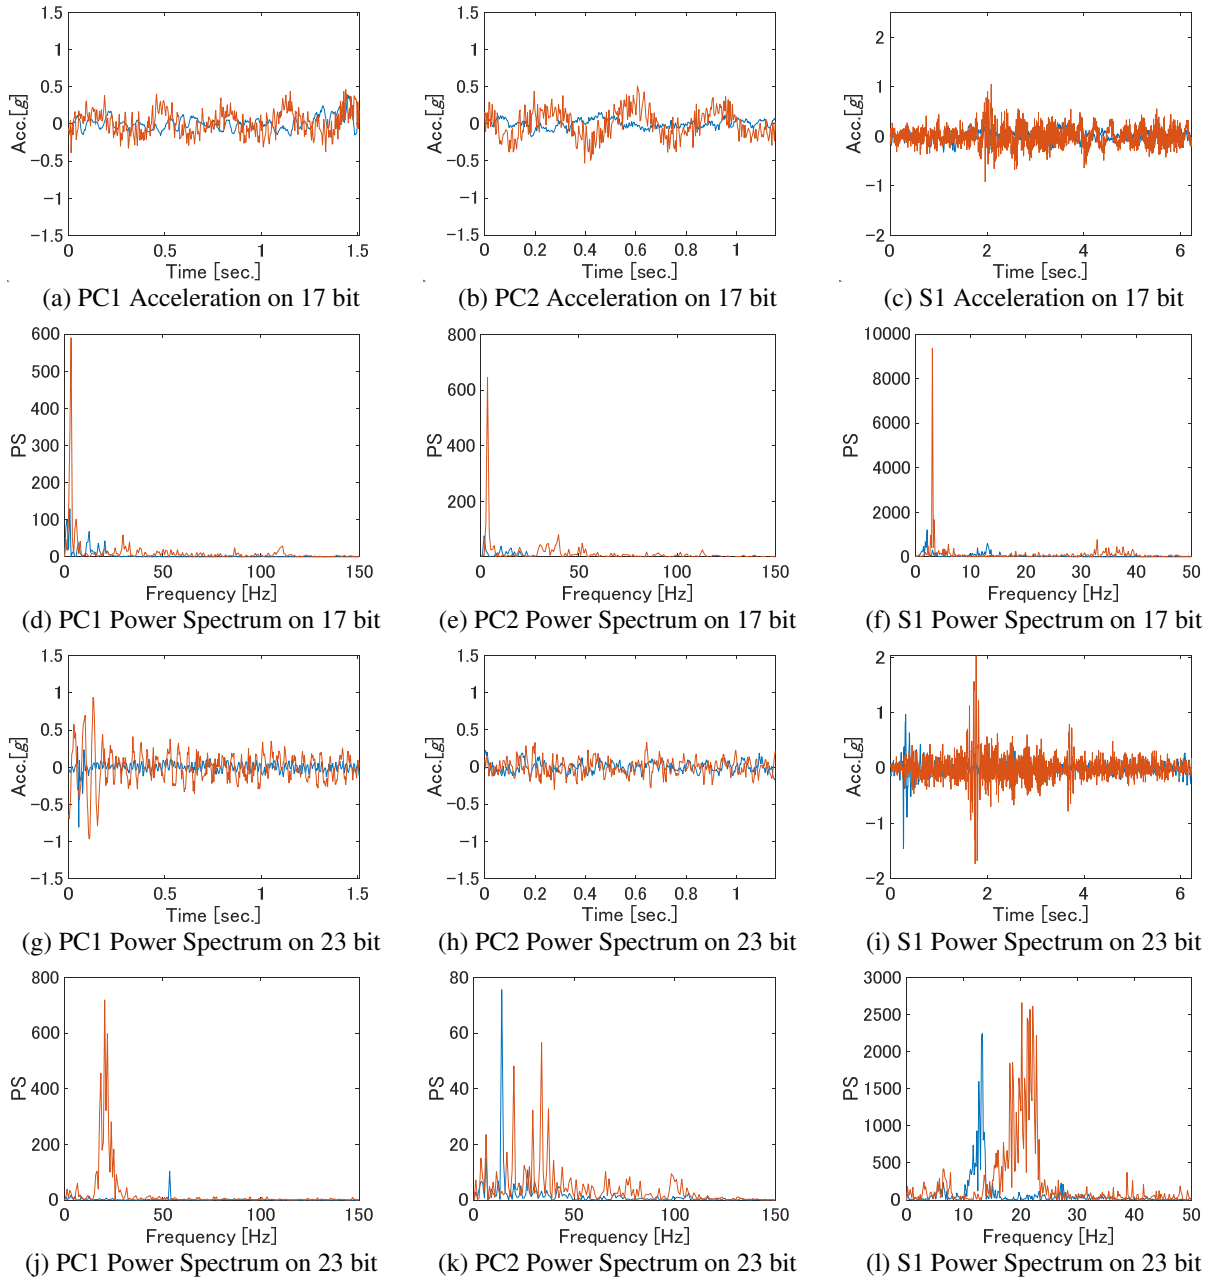 1.5
1
0.5
0
-0.5
-1
-1.5
Acc.[g]
0 0.5 1 1.5
Time [sec.]
(a) PC1 Acceleration on 17 bit
1.5
1
0.5
0
-0.5
-1
-1.5
Acc.[g]
0 0.2 0.4 0.6 0.8 1
Time [sec.]
(b) PC2 Acceleration on 17 bit
2
1
0
-1
-2
Acc.[g]
0 2 4 6
Time [sec.]
(c) S1 Acceleration on 17 bit
600
500
400
300
200
100
0
PS
0 50 100 150
Frequency [Hz]
(d) PC1 Power Spectrum on 17 bit
800
600
400
200
PS
0 50 100 150
Frequency [Hz]
(e) PC2 Power Spectrum on 17 bit
10000
8000
6000
4000
2000
0
PS
0 10 20 30 40 50
Frequency [Hz]
(f) S1 Power Spectrum on 17 bit
1.5
1
0.5
0
-0.5
-1
-1.5
Acc.[g]
0 0.5 1 1.5
Time [sec.]
(g) PC1 Power Spectrum on 23 bit
1.5
1
0.5
0
-0.5
-1
-1.5
Acc.[g]
0 0.2 0.4 0.6 0.8 1
Time [sec.]
(h) PC2 Power Spectrum on 23 bit
2
1
0
-1
-2
Acc.[g]
0 2 4 6
Time [sec.]
(i) S1 Power Spectrum on 23 bit
800
600
400
200
0
PS
0 50 100 150
Frequency [Hz]
(j) PC1 Power Spectrum on 23 bit
80
60
40
20
0
PS
0 50 100 150
Frequency [Hz]
(k) PC2 Power Spectrum on 23 bit
3000
2500
2000
1500
1000
500
0
PS
0 10 20 30 40 50
Frequency [Hz]
(l) S1 Power Spectrum on 23 bit